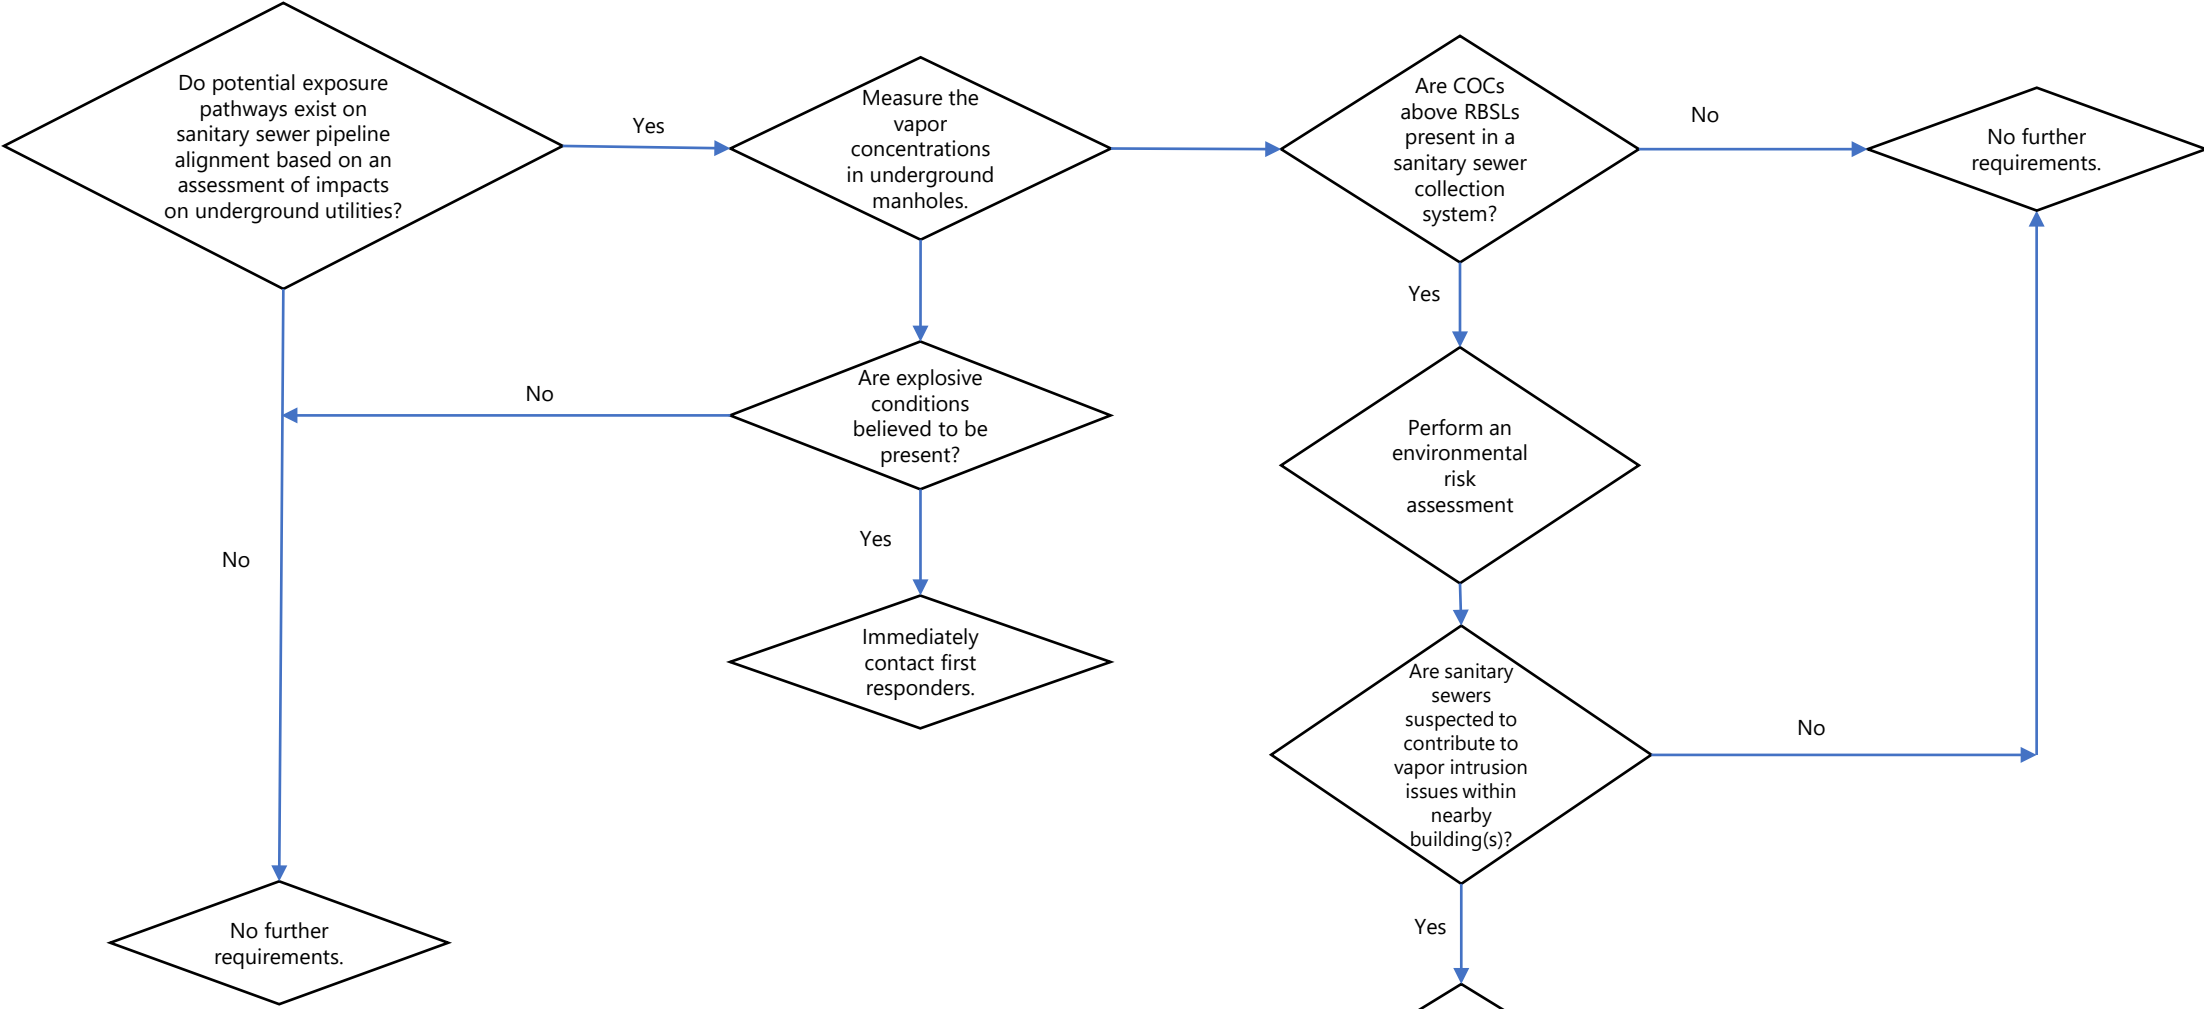 Do potential exposure
pathways exist on
sanitary sewer pipeline
alignment based on an
assessment of impacts
on underground utilities?
Yes
Measure the
vapor
concentrations
in underground
manholes.
Are COCs
above RBSLs
present in a
sanitary sewer
collection
system?
No
No further
requirements.
Yes
Are explosive
conditions
believed to be
present?
No
Perform an
environmental
risk
assessment
Yes
No
Immediately
contact first
responders.
Are sanitary
sewers
suspected to
contribute to
vapor intrusion
issues within
nearby
building(s)?
No
Yes
No further
requirements.